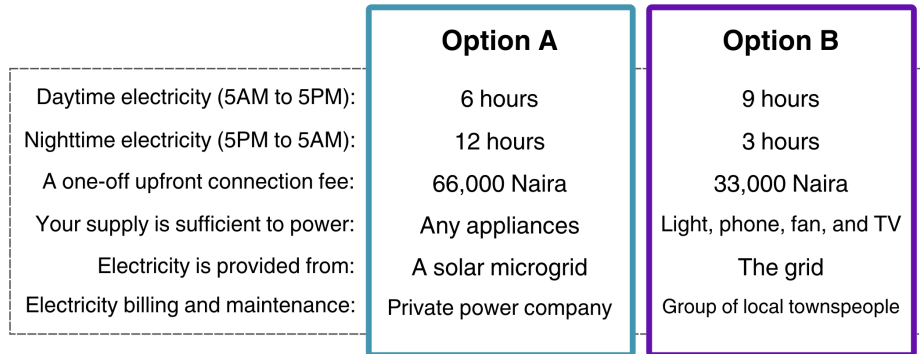 Option A Option B
Daytime electricity (5AM to 5PM): 6 hours 9 hours
Nighttime electricity (5PM to 5AM): 12 hours 3 hours
A one-off upfront connection fee: 66,000 Naira 33,000 Naira
Your supply is sufficient to power: Any appliances Light, phone, fan, and TV
Electricity is provided from: A solar microgrid The grid
Electricity billing and maintenance: Private power company Group of local townspeople